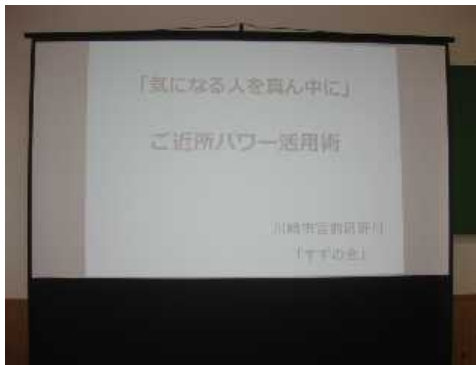 「気になる人を真ん中に」
ご近所パワー活用術
川崎市宮前区野川
「すずの会」